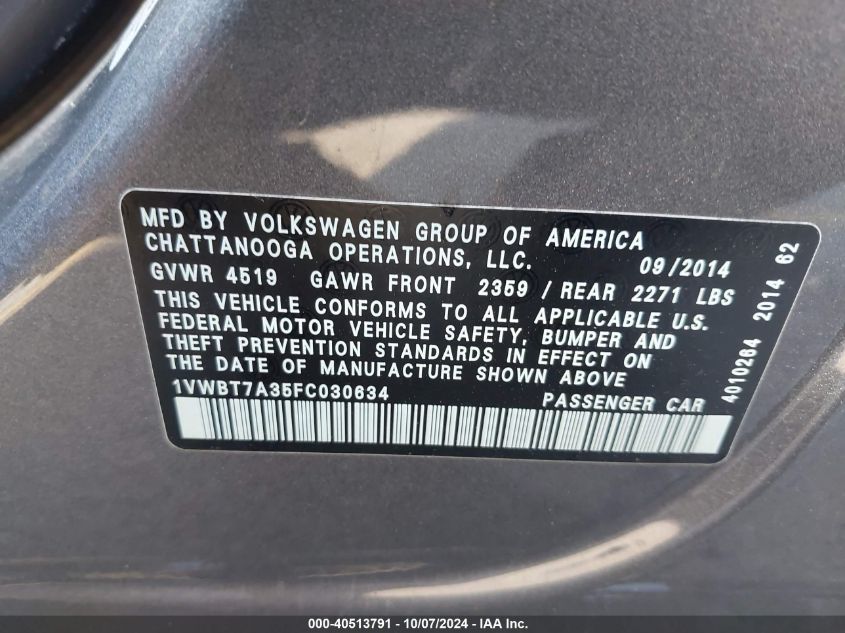 MFD BY VOLKSWAGEN GROUP OF AMERICA
CHATTANOOGA OPERATIONS, LLC. 09/2014
GVWR 4519 GAWR FRONT 2359 / REAR 2271 LBS
THIS VEHICLE CONFORMS TO ALL APPLICABLE U.S.
FEDERAL MOTOR VEHICLE SAFETY, BUMPER AND
THEFT PREVENTION STANDARDS IN EFFECT ON
THE DATE OF MANUFACTURE SHOWN ABOVE
1VWBT7A35FC030634 PASSENGER CAR
4010264 2014 62
000-40513791 - 10/07/2024 - IAA Inc.